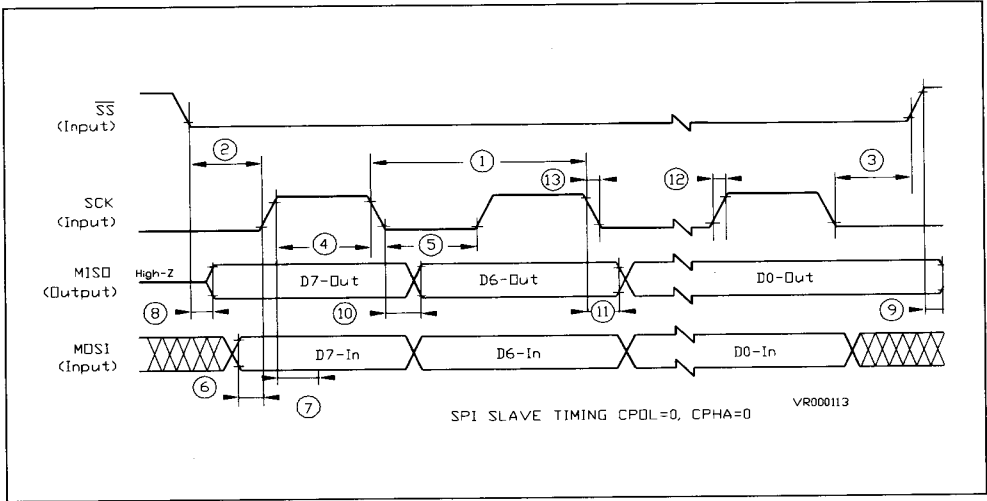 SS
(Input)
② ① ③
13 12
SCK
(Input)
④ ⑤
MISO
(Output)
High-Z
D7-Out D6-Out D0-Out
⑧ ⑩ ⑪ ⑨
MOSI
(Input)
D7-In D6-In D0-In
⑥ ⑦
VR000113
SPI SLAVE TIMING CPOL=0, CPHA=0